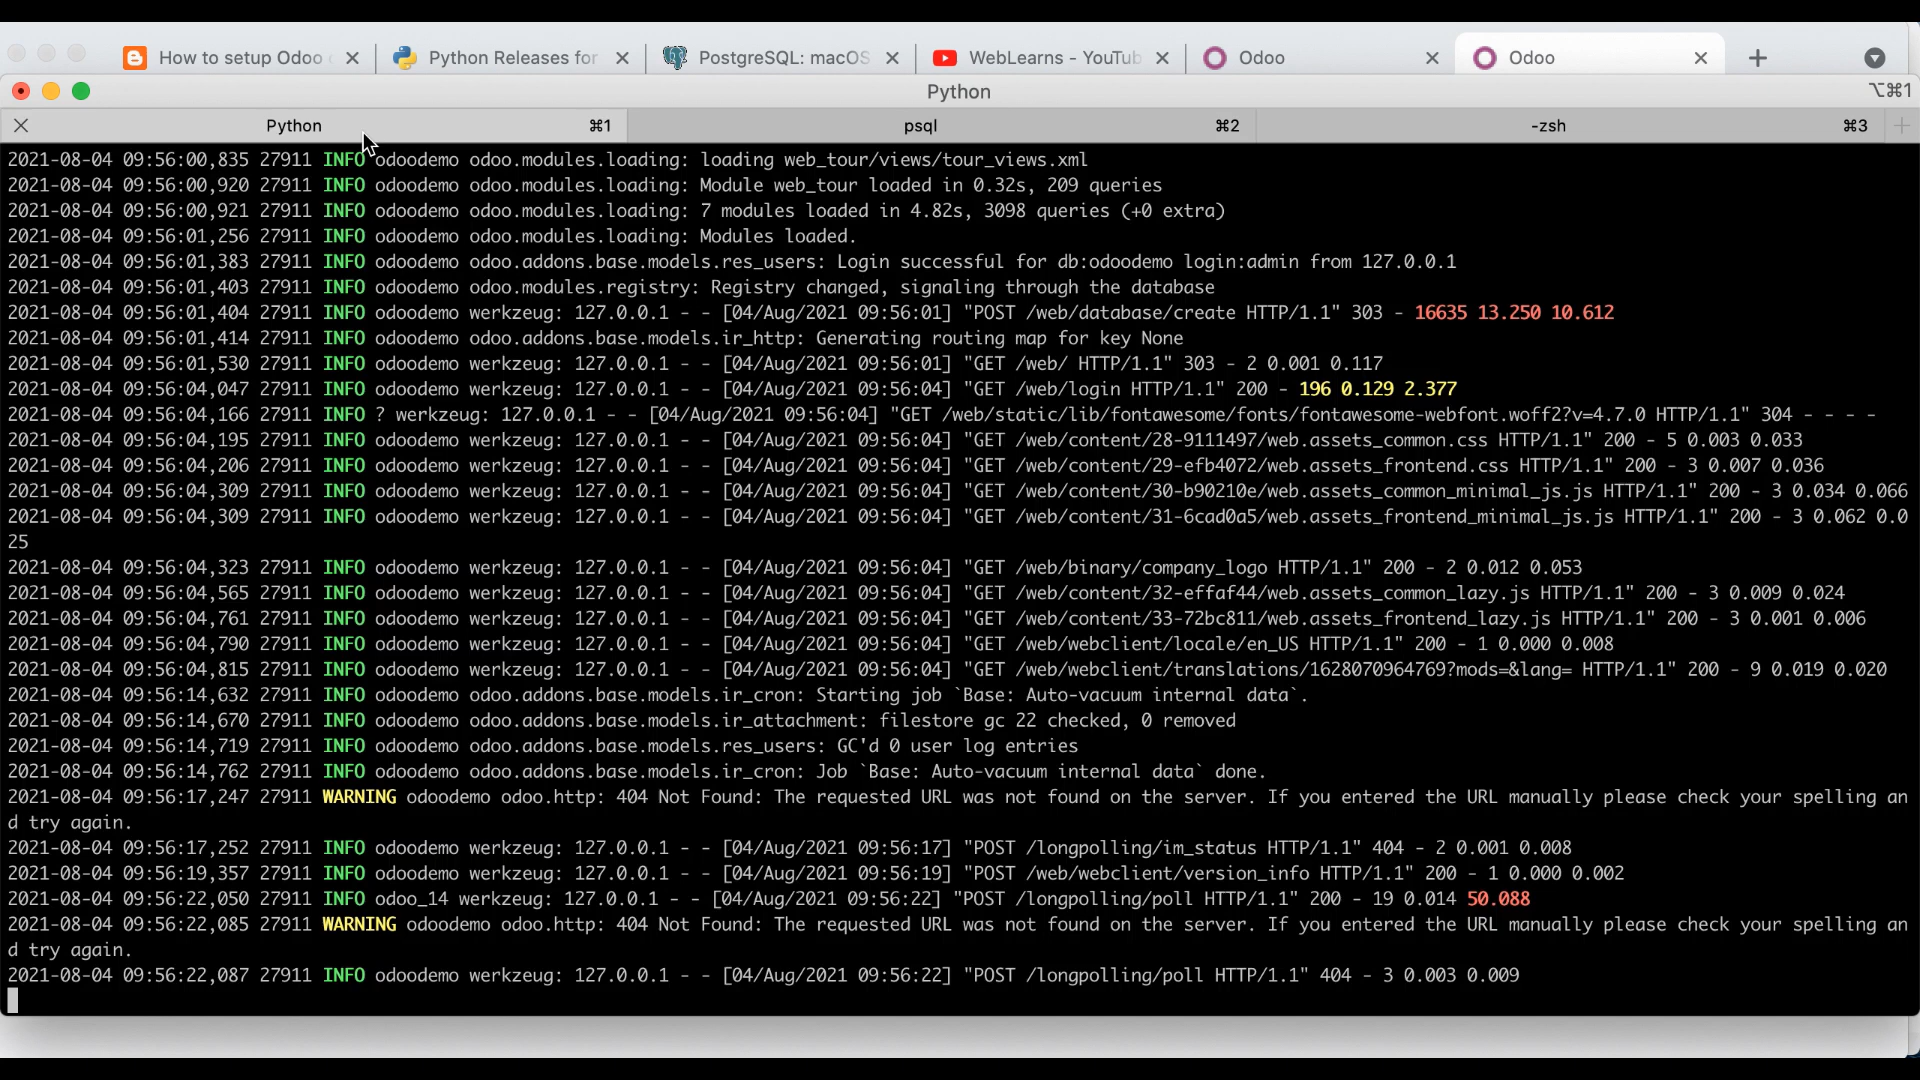 How to setup Odoo
Python Releases for
PostgreSQL: macOS
WebLearns - YouTub
Odoo
Odoo
Python
⌥⌘1
Python ⌘1
psql ⌘2
-zsh ⌘3
2021-08-04 09:56:00,835 27911 INFO odoodemo odoo.modules.loading: loading web_tour/views/tour_views.xml
2021-08-04 09:56:00,920 27911 INFO odoodemo odoo.modules.loading: Module web_tour loaded in 0.32s, 209 queries
2021-08-04 09:56:00,921 27911 INFO odoodemo odoo.modules.loading: 7 modules loaded in 4.82s, 3098 queries (+0 extra)
2021-08-04 09:56:01,256 27911 INFO odoodemo odoo.modules.loading: Modules loaded.
2021-08-04 09:56:01,383 27911 INFO odoodemo odoo.addons.base.models.res_users: Login successful for db:odoodemo login:admin from 127.0.0.1
2021-08-04 09:56:01,403 27911 INFO odoodemo odoo.modules.registry: Registry changed, signaling through the database
2021-08-04 09:56:01,404 27911 INFO odoodemo werkzeug: 127.0.0.1 - - [04/Aug/2021 09:56:01] "POST /web/database/create HTTP/1.1" 303 - 16635 13.250 10.612
2021-08-04 09:56:01,414 27911 INFO odoodemo odoo.addons.base.models.ir_http: Generating routing map for key None
2021-08-04 09:56:01,530 27911 INFO odoodemo werkzeug: 127.0.0.1 - - [04/Aug/2021 09:56:01] "GET /web/ HTTP/1.1" 303 - 2 0.001 0.117
2021-08-04 09:56:04,047 27911 INFO odoodemo werkzeug: 127.0.0.1 - - [04/Aug/2021 09:56:04] "GET /web/login HTTP/1.1" 200 - 196 0.129 2.377
2021-08-04 09:56:04,166 27911 INFO ? werkzeug: 127.0.0.1 - - [04/Aug/2021 09:56:04] "GET /web/static/lib/fontawesome/fonts/fontawesome-webfont.woff2?v=4.7.0 HTTP/1.1" 304 - - - -
2021-08-04 09:56:04,195 27911 INFO odoodemo werkzeug: 127.0.0.1 - - [04/Aug/2021 09:56:04] "GET /web/content/28-9111497/web.assets_common.css HTTP/1.1" 200 - 5 0.003 0.033
2021-08-04 09:56:04,206 27911 INFO odoodemo werkzeug: 127.0.0.1 - - [04/Aug/2021 09:56:04] "GET /web/content/29-efb4072/web.assets_frontend.css HTTP/1.1" 200 - 3 0.007 0.036
2021-08-04 09:56:04,309 27911 INFO odoodemo werkzeug: 127.0.0.1 - - [04/Aug/2021 09:56:04] "GET /web/content/30-b90210e/web.assets_common_minimal_js.js HTTP/1.1" 200 - 3 0.034 0.066
2021-08-04 09:56:04,309 27911 INFO odoodemo werkzeug: 127.0.0.1 - - [04/Aug/2021 09:56:04] "GET /web/content/31-6cad0a5/web.assets_frontend_minimal_js.js HTTP/1.1" 200 - 3 0.062 0.0
25
2021-08-04 09:56:04,323 27911 INFO odoodemo werkzeug: 127.0.0.1 - - [04/Aug/2021 09:56:04] "GET /web/binary/company_logo HTTP/1.1" 200 - 2 0.012 0.053
2021-08-04 09:56:04,565 27911 INFO odoodemo werkzeug: 127.0.0.1 - - [04/Aug/2021 09:56:04] "GET /web/content/32-effaf44/web.assets_common_lazy.js HTTP/1.1" 200 - 3 0.009 0.024
2021-08-04 09:56:04,761 27911 INFO odoodemo werkzeug: 127.0.0.1 - - [04/Aug/2021 09:56:04] "GET /web/content/33-72bc811/web.assets_frontend_lazy.js HTTP/1.1" 200 - 3 0.001 0.006
2021-08-04 09:56:04,790 27911 INFO odoodemo werkzeug: 127.0.0.1 - - [04/Aug/2021 09:56:04] "GET /web/webclient/locale/en_US HTTP/1.1" 200 - 1 0.000 0.008
2021-08-04 09:56:04,815 27911 INFO odoodemo werkzeug: 127.0.0.1 - - [04/Aug/2021 09:56:04] "GET /web/webclient/translations/1628070964769?mods=&lang= HTTP/1.1" 200 - 9 0.019 0.020
2021-08-04 09:56:14,632 27911 INFO odoodemo odoo.addons.base.models.ir_cron: Starting job `Base: Auto-vacuum internal data`.
2021-08-04 09:56:14,670 27911 INFO odoodemo odoo.addons.base.models.ir_attachment: filestore gc 22 checked, 0 removed
2021-08-04 09:56:14,719 27911 INFO odoodemo odoo.addons.base.models.res_users: GC'd 0 user log entries
2021-08-04 09:56:14,762 27911 INFO odoodemo odoo.addons.base.models.ir_cron: Job `Base: Auto-vacuum internal data` done.
2021-08-04 09:56:17,247 27911 WARNING odoodemo odoo.http: 404 Not Found: The requested URL was not found on the server. If you entered the URL manually please check your spelling an
d try again.
2021-08-04 09:56:17,252 27911 INFO odoodemo werkzeug: 127.0.0.1 - - [04/Aug/2021 09:56:17] "POST /longpolling/im_status HTTP/1.1" 404 - 2 0.001 0.008
2021-08-04 09:56:19,357 27911 INFO odoodemo werkzeug: 127.0.0.1 - - [04/Aug/2021 09:56:19] "POST /web/webclient/version_info HTTP/1.1" 200 - 1 0.000 0.002
2021-08-04 09:56:22,050 27911 INFO odoo_14 werkzeug: 127.0.0.1 - - [04/Aug/2021 09:56:22] "POST /longpolling/poll HTTP/1.1" 200 - 19 0.014 50.088
2021-08-04 09:56:22,085 27911 WARNING odoodemo odoo.http: 404 Not Found: The requested URL was not found on the server. If you entered the URL manually please check your spelling an
d try again.
2021-08-04 09:56:22,087 27911 INFO odoodemo werkzeug: 127.0.0.1 - - [04/Aug/2021 09:56:22] "POST /longpolling/poll HTTP/1.1" 404 - 3 0.003 0.009